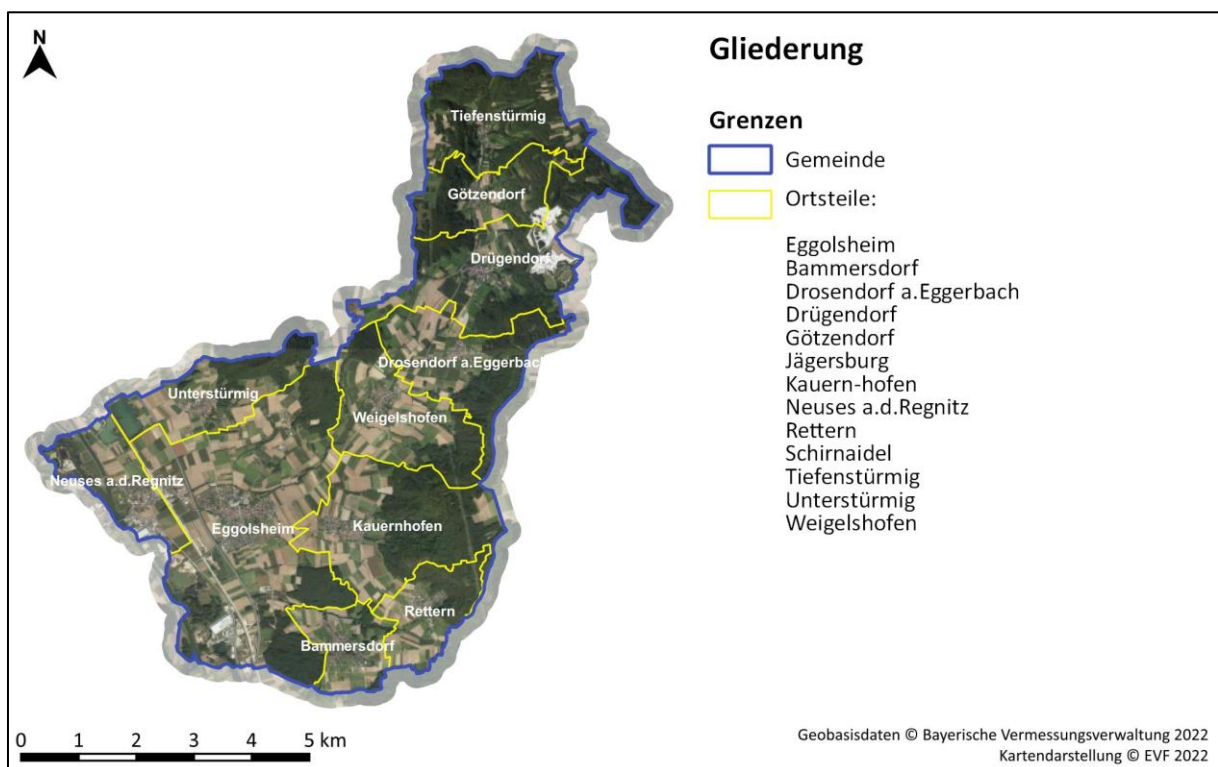 N
Tiefenstürmig
Götzendorf
Drügendorf
Drosendorf a.Eggerbach
Unterstürmig
Weigelshofen
Neuses a.d.Regnitz
Eggolsheim
Kauernhofen
Rettern
Bammersdorf
0 1 2 3 4 5 km
Gliederung
Grenzen
Gemeinde
Ortsteile:
Eggolsheim
Bammersdorf
Drosendorf a.Eggerbach
Drügendorf
Götzendorf
Jägersburg
Kauern-hofen
Neuses a.d.Regnitz
Rettern
Schirnaidel
Tiefenstürmig
Unterstürmig
Weigelshofen
Geobasisdaten © Bayerische Vermessungsverwaltung 2022
Kartendarstellung © EVF 2022